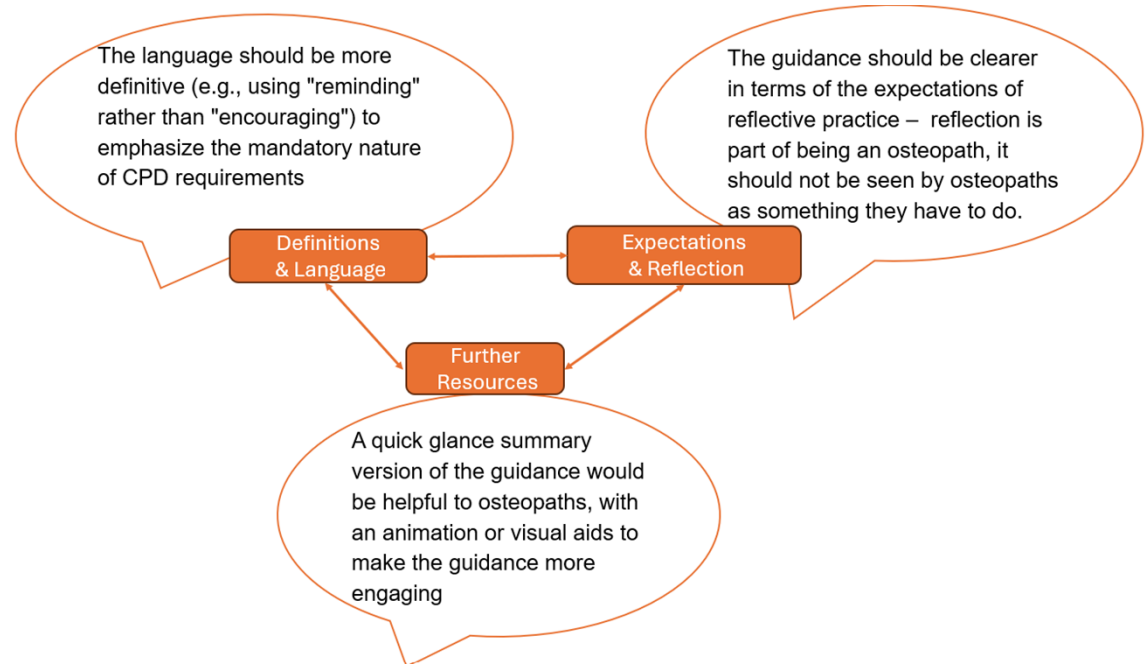 The language should be more
definitive (e.g., using "reminding"
rather than "encouraging") to
emphasize the mandatory nature
of CPD requirements
The guidance should be clearer
in terms of the expectations of
reflective practice –  reflection is
part of being an osteopath, it
should not be seen by osteopaths
as something they have to do.
Definitions
& Language
Expectations
& Reflection
Further
Resources
A quick glance summary
version of the guidance would
be helpful to osteopaths, with
an animation or visual aids to
make the guidance more
engaging